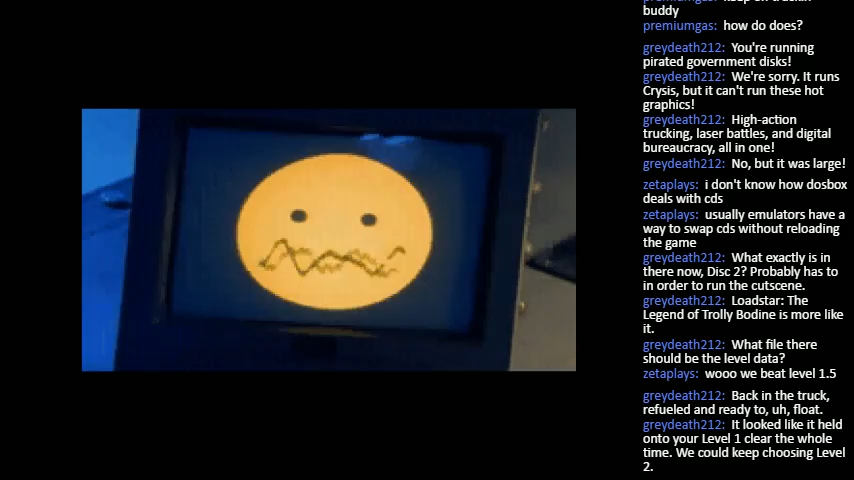 buddy
premiumgas: how do does?
greydeath212: You're running
pirated government disks!
greydeath212: We're sorry. It runs
Crysis, but it can't run these hot
graphics!
greydeath212: High-action
trucking, laser battles, and digital
bureaucracy, all in one!
greydeath212: No, but it was large!
zetaplays: i don't know how dosbox
deals with cds
zetaplays: usually emulators have a
way to swap cds without reloading
the game
greydeath212: What exactly is in
there now, Disc 2? Probably has to
in order to run the cutscene.
greydeath212: Loadstar: The
Legend of Trolly Bodine is more like
it.
greydeath212: What file there
should be the level data?
zetaplays: wooo we beat level 1.5
greydeath212: Back in the truck,
refueled and ready to, uh, float.
greydeath212: It looked like it held
onto your Level 1 clear the whole
time. We could keep choosing Level
2.